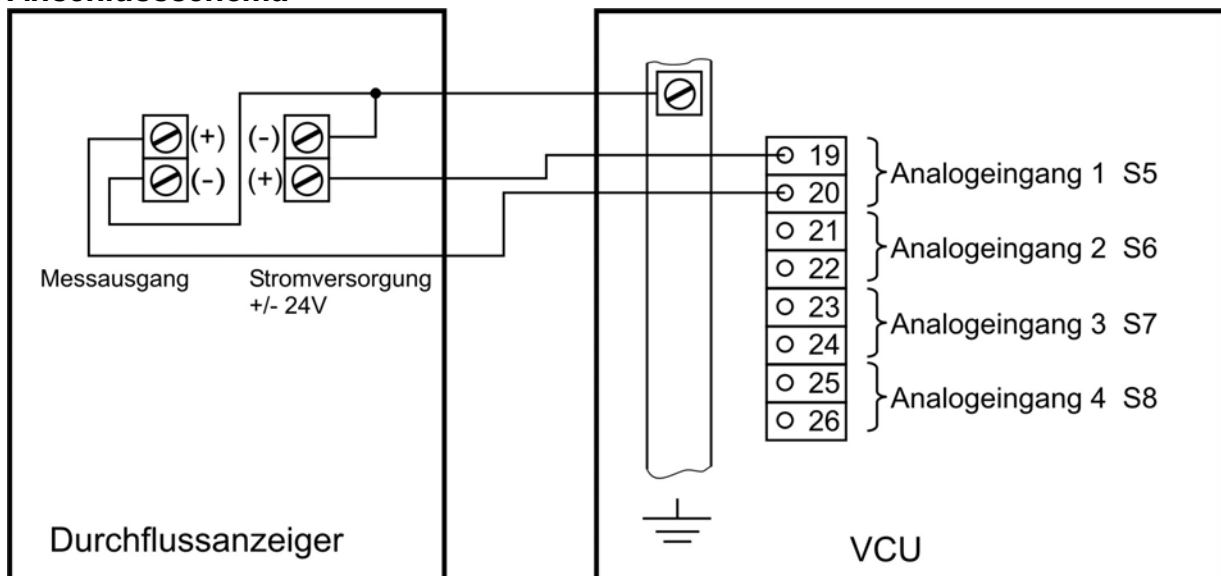 (+) (-)
(-) (+)
Messausgang
Stromversorgung
+/- 24V
Durchflussanzeiger
19
20
Analogeingang 1 S5
21
22
Analogeingang 2 S6
23
24
Analogeingang 3 S7
25
26
Analogeingang 4 S8
VCU